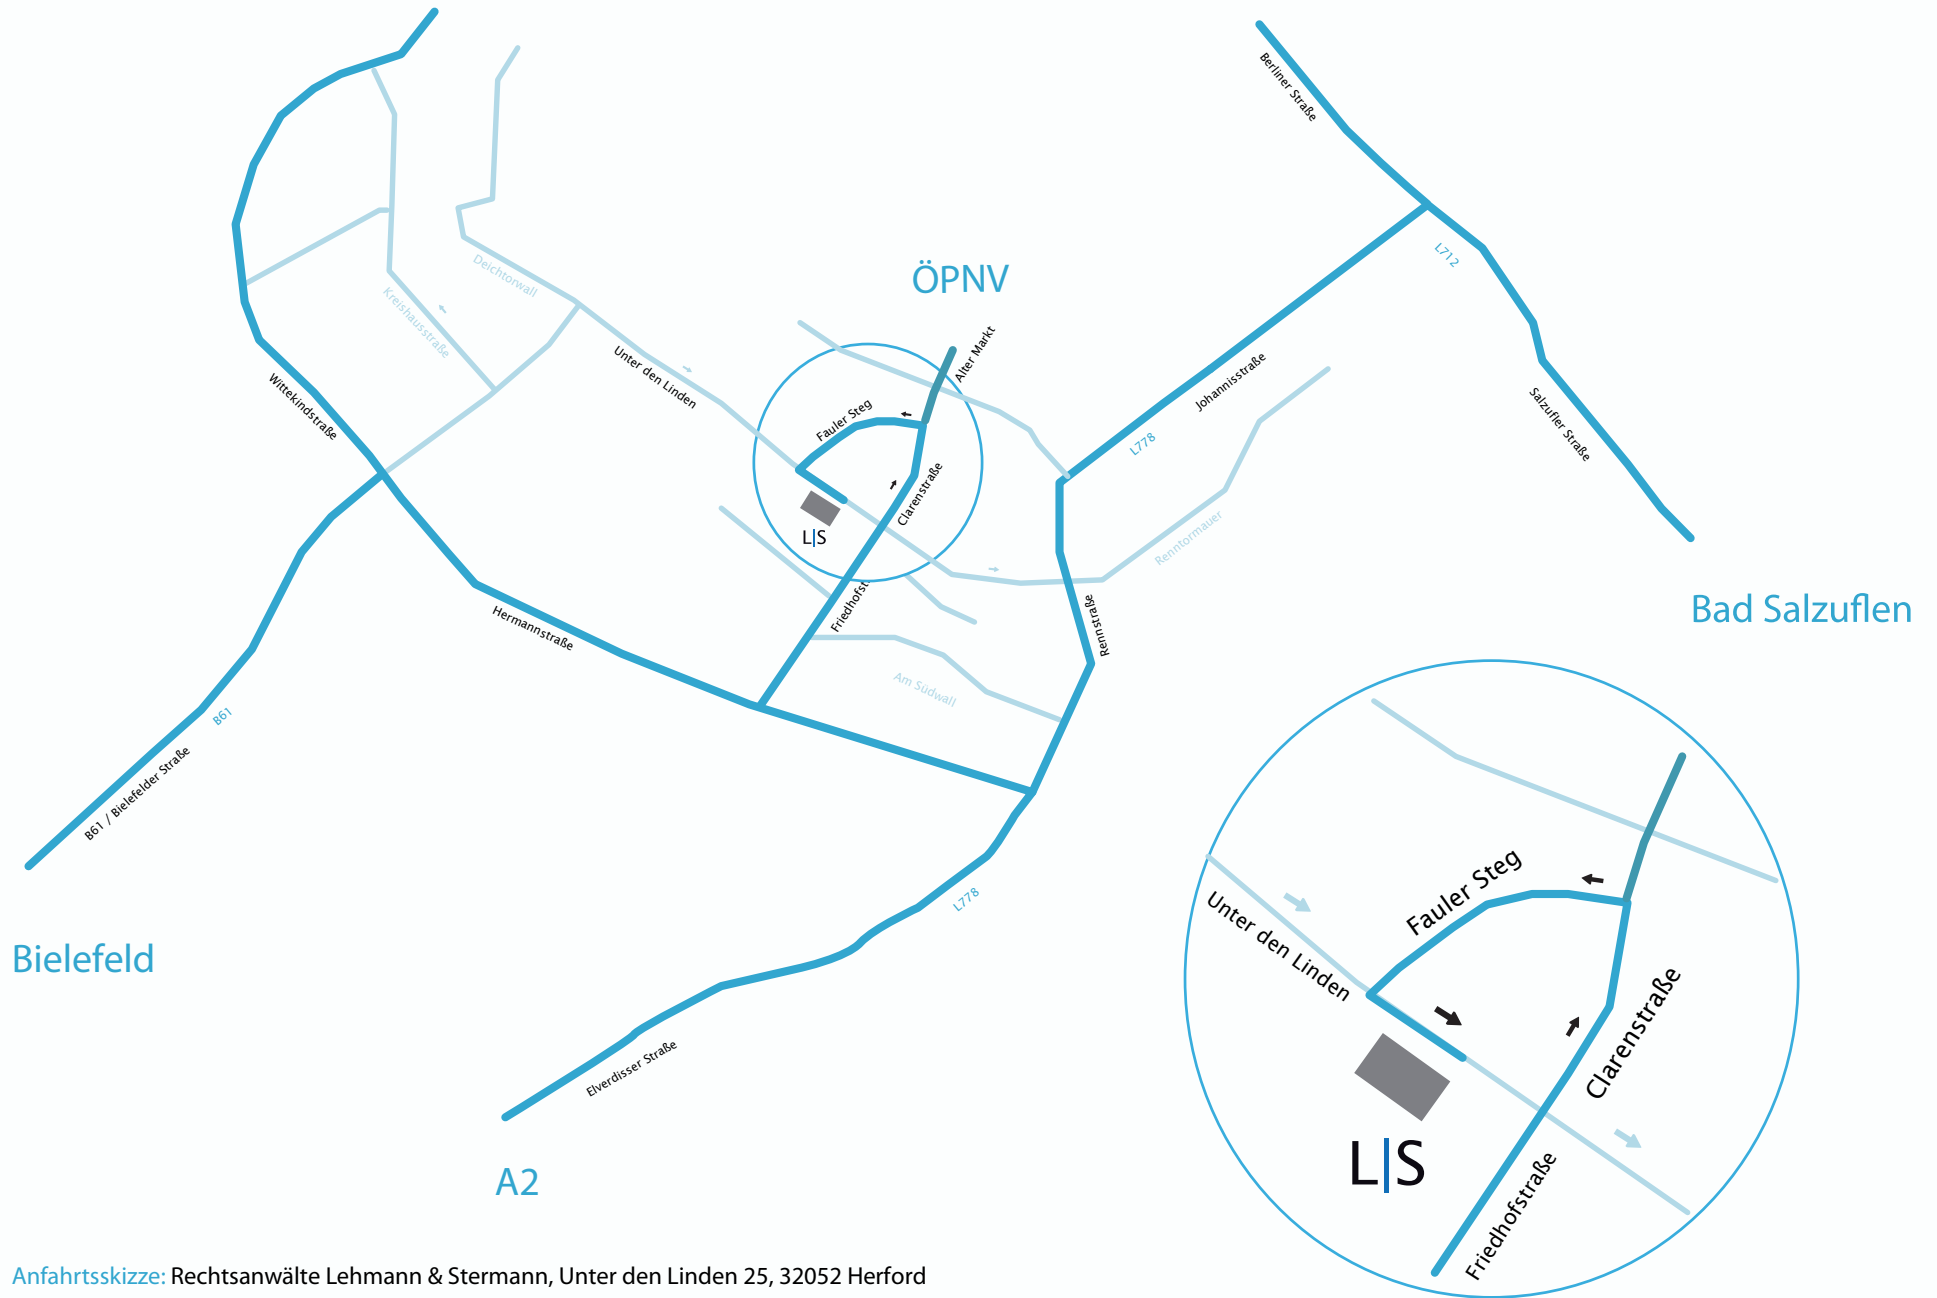 Berliner Straße
L712
Deichtorwall
ÖPNV
Kreishausstraße
Alter Markt
Unter den Linden
Johannisstraße
Wittekindstraße
Fauler Steg
L778
Salzufler Straße
Clarenstraße
L|S
Renntormauer
Friedhofst
Hermannstraße
Rennstraße
Bad Salzuflen
Am Südwall
B61
B61 / Bielefelder Straße
L778
Bielefeld
Elverdisser Straße
A2
Fauler Steg
Unter den Linden
Clarenstraße
L|S
Friedhofstraße
Anfahrtsskizze: Rechtsanwälte Lehmann & Stermann, Unter den Linden 25, 32052 Herford